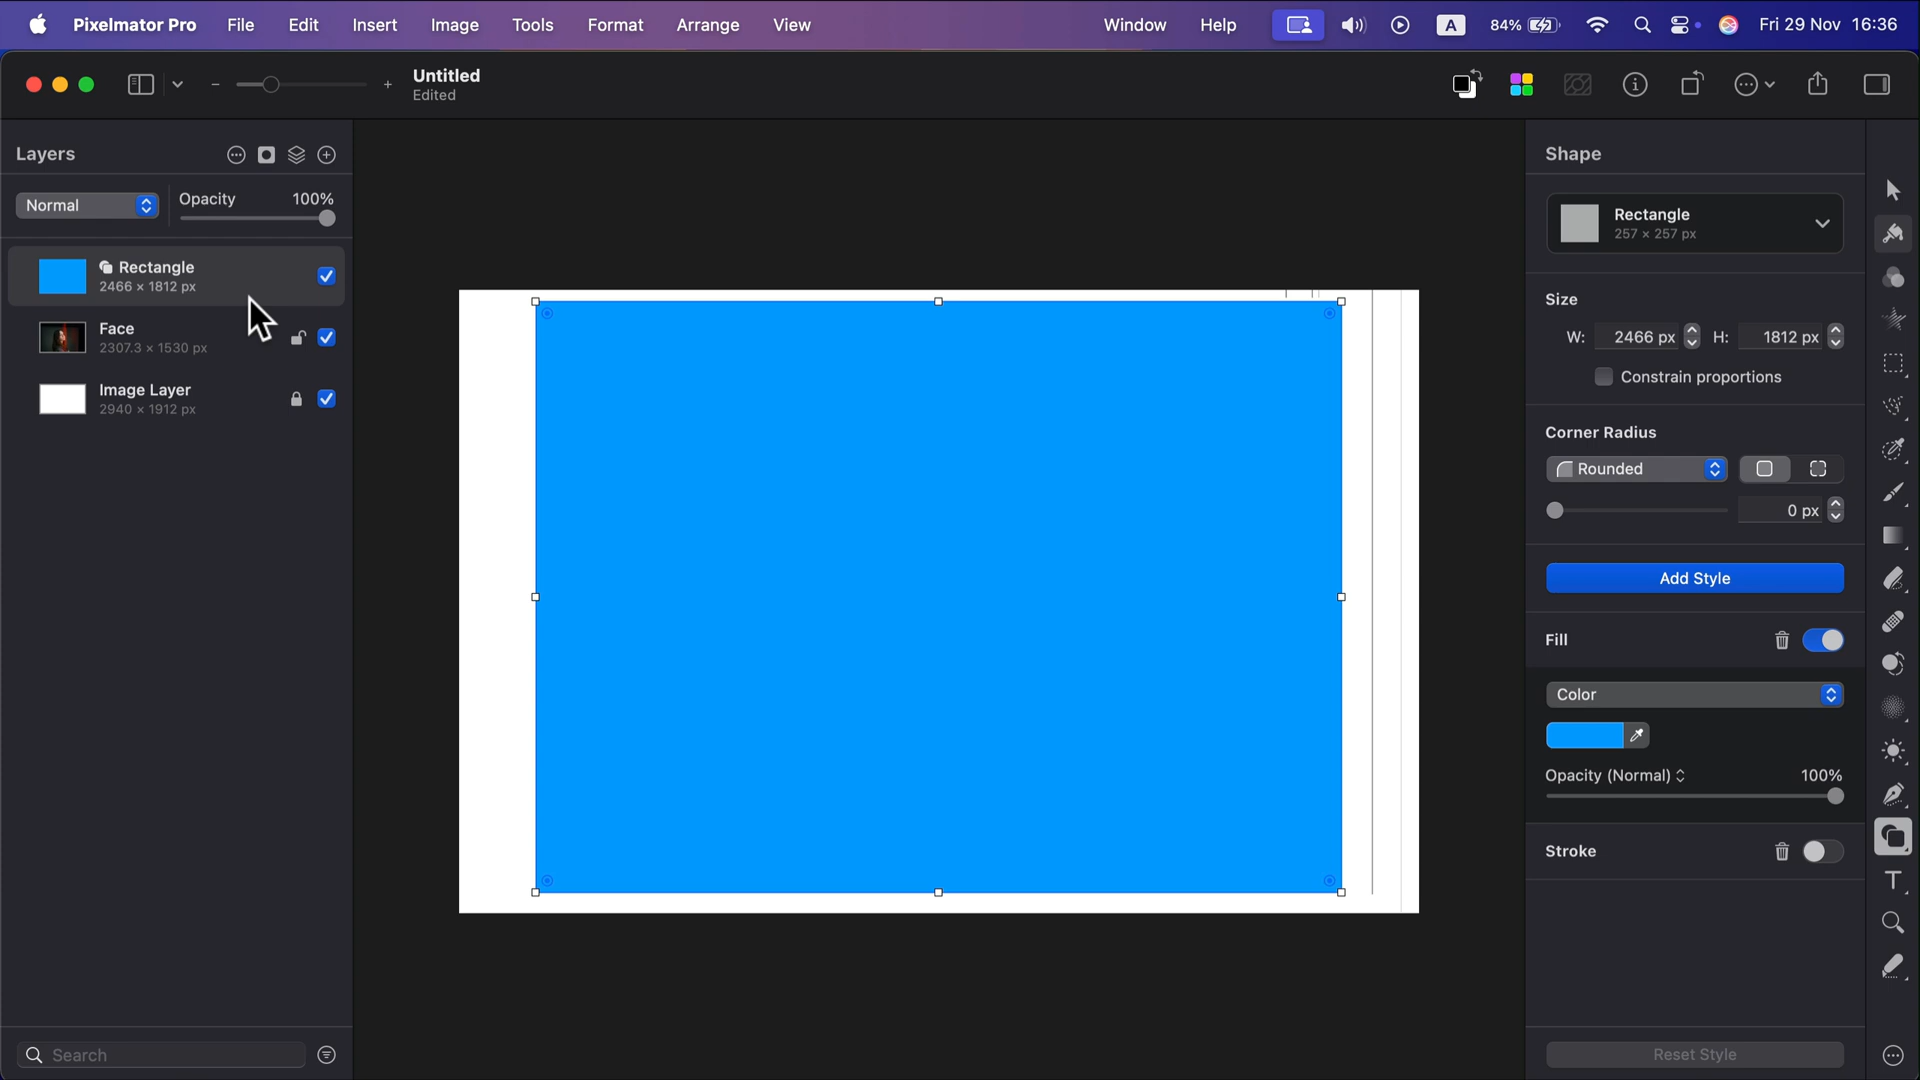 Pixelmator Pro File Edit Insert Image Tools Format Arrange View Window Help A 84% Fri 29 Nov 16:36
Untitled
Edited
Layers
Normal
Opacity 100%
Rectangle
2466 × 1812 px
Face
2307.3 × 1530 px
Image Layer
2940 × 1912 px
Search
Shape
Rectangle
257 × 257 px
Size
W: 2466 px H: 1812 px
Constrain proportions
Corner Radius
Rounded
0 px
Add Style
Fill
Color
Opacity (Normal) 100%
Stroke
T
Reset Style